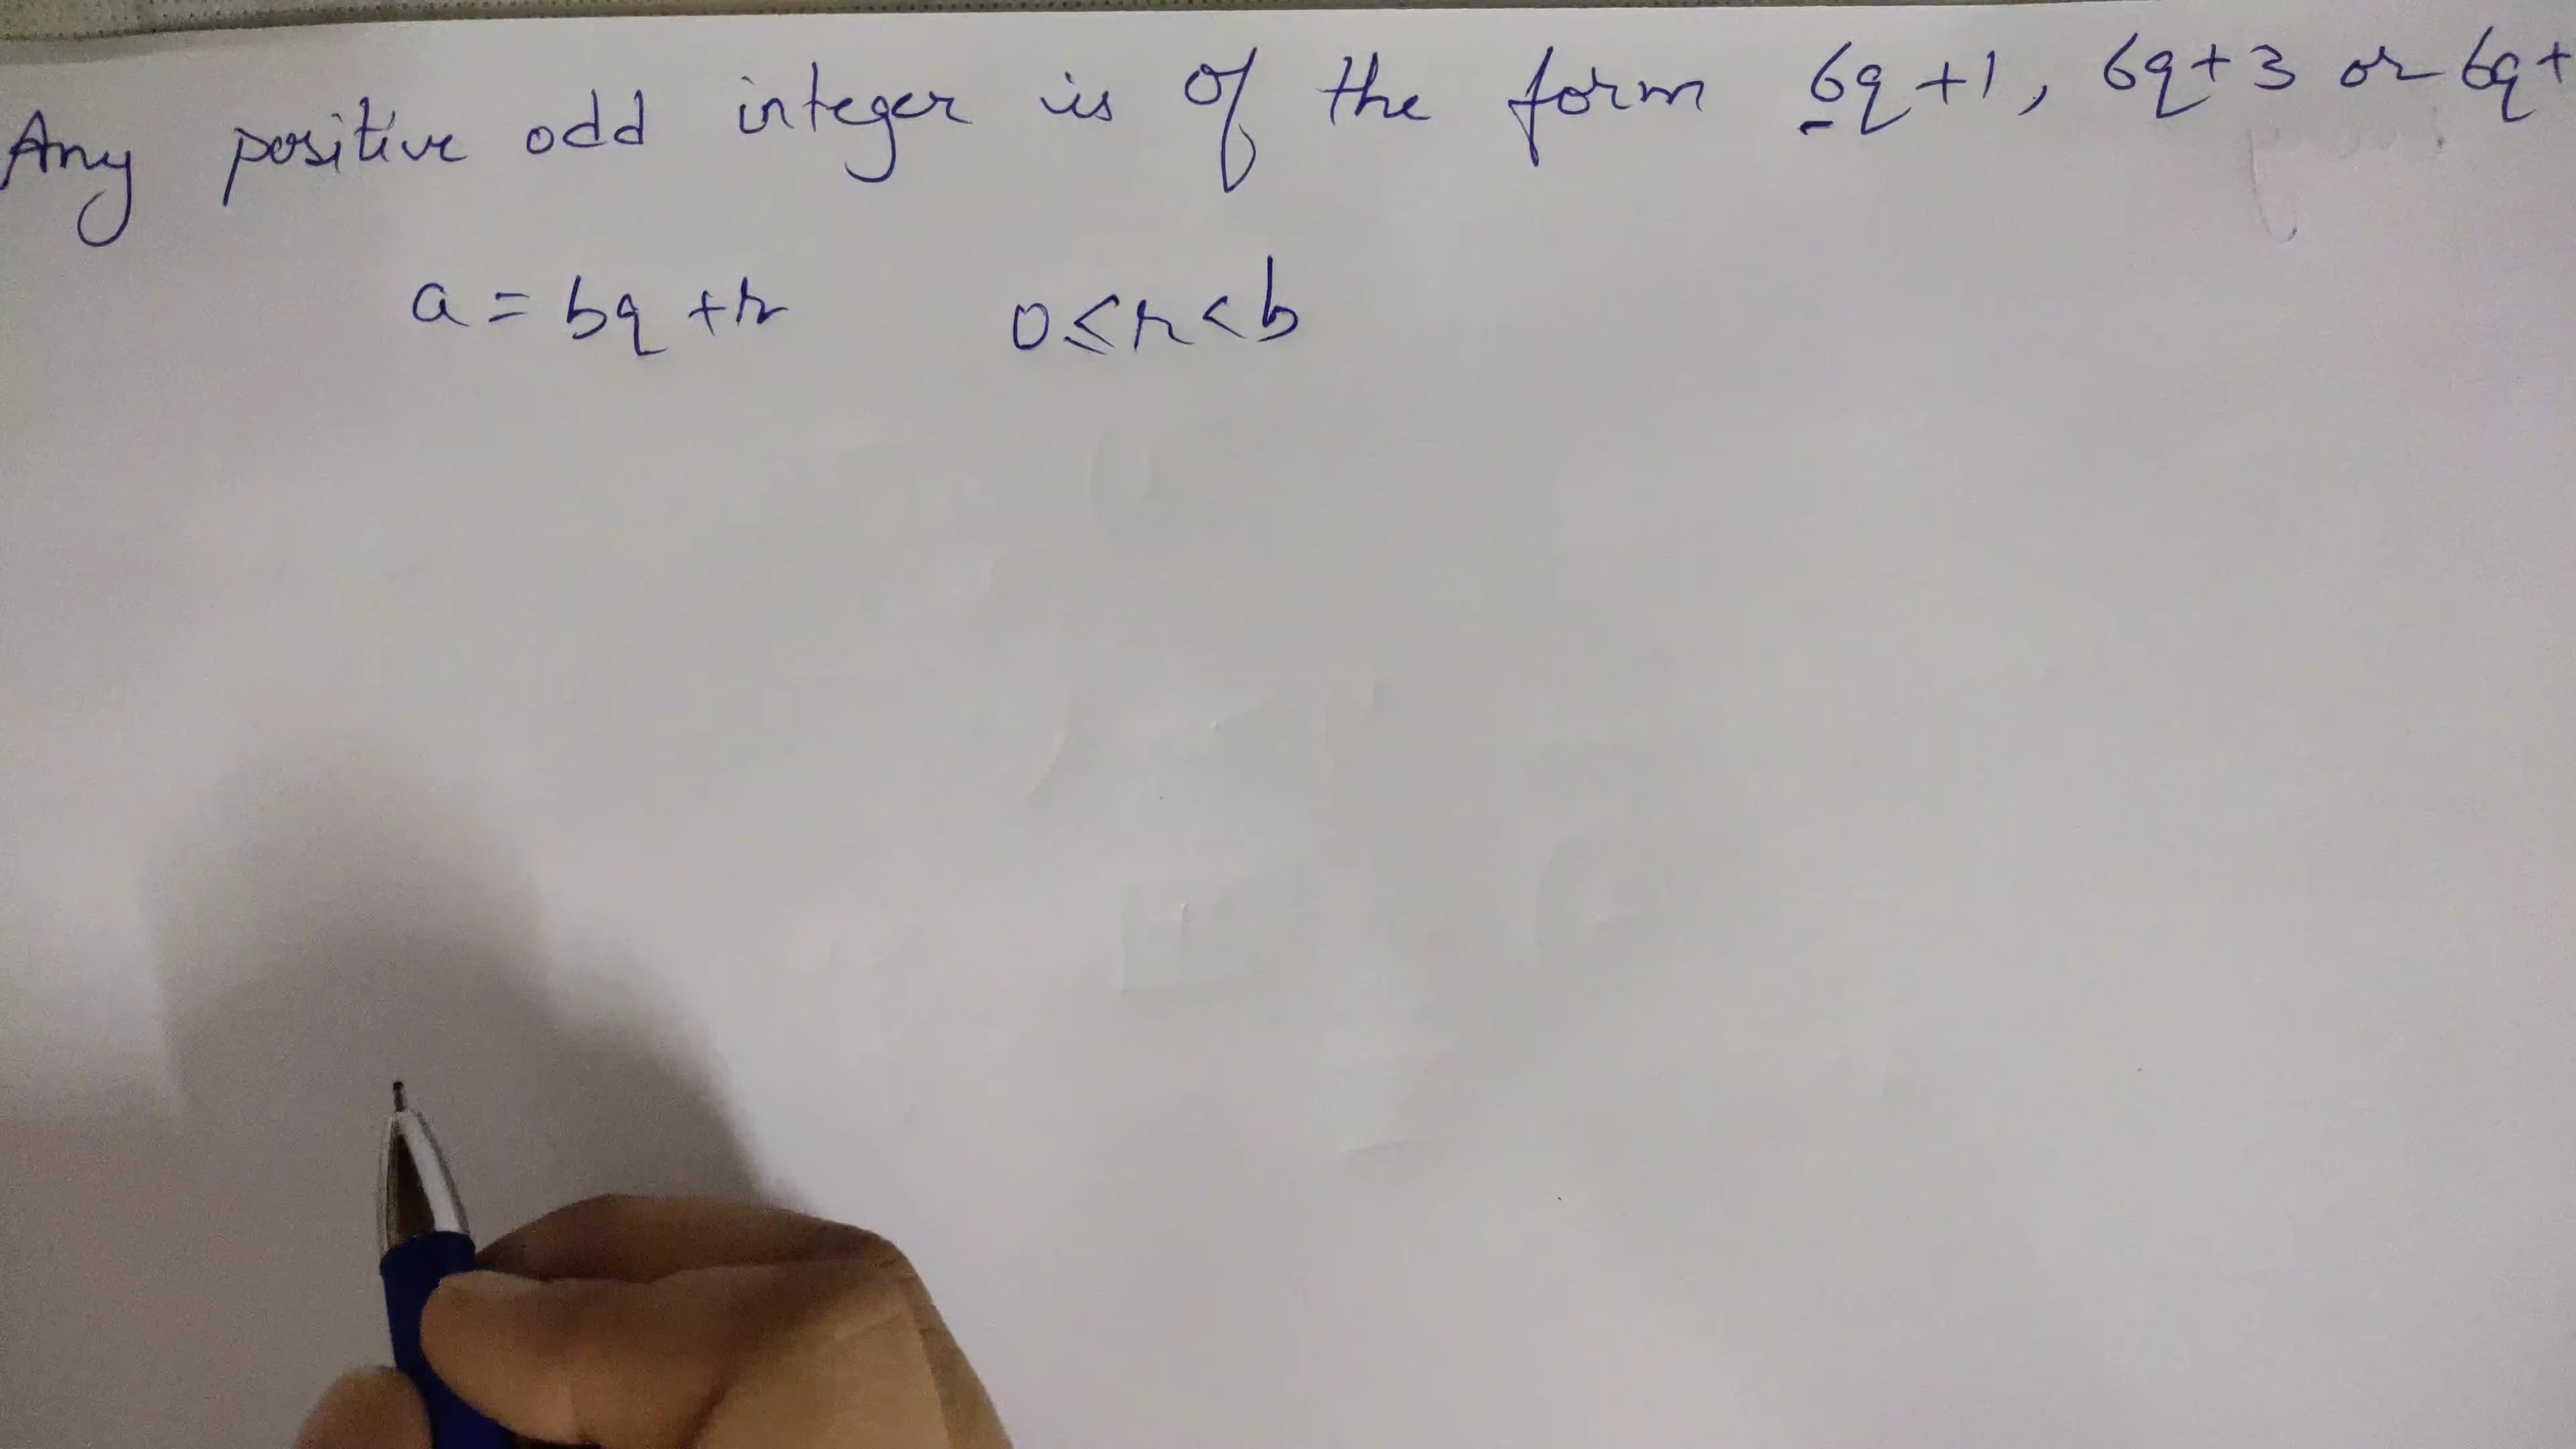 Any positive odd integer is of the form 6q+1, 6q+3 or 6q+
a = bq + r 0 ≤ r < b